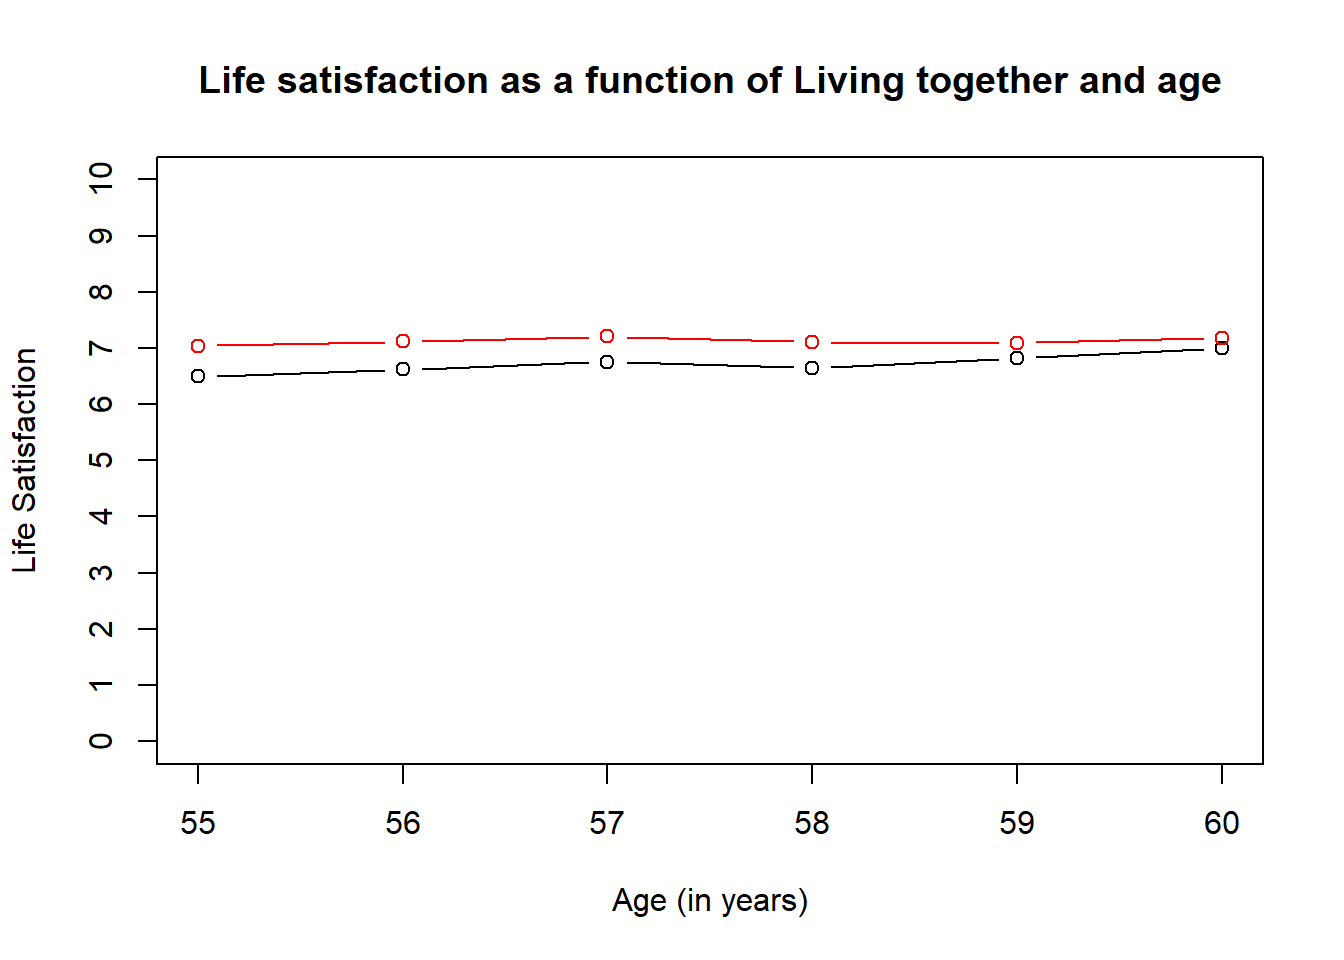 Life satisfaction as a function of Living together and age
Life Satisfaction
10
9
8
7
6
5
4
3
2
1
0
55 56 57 58 59 60
Age (in years)